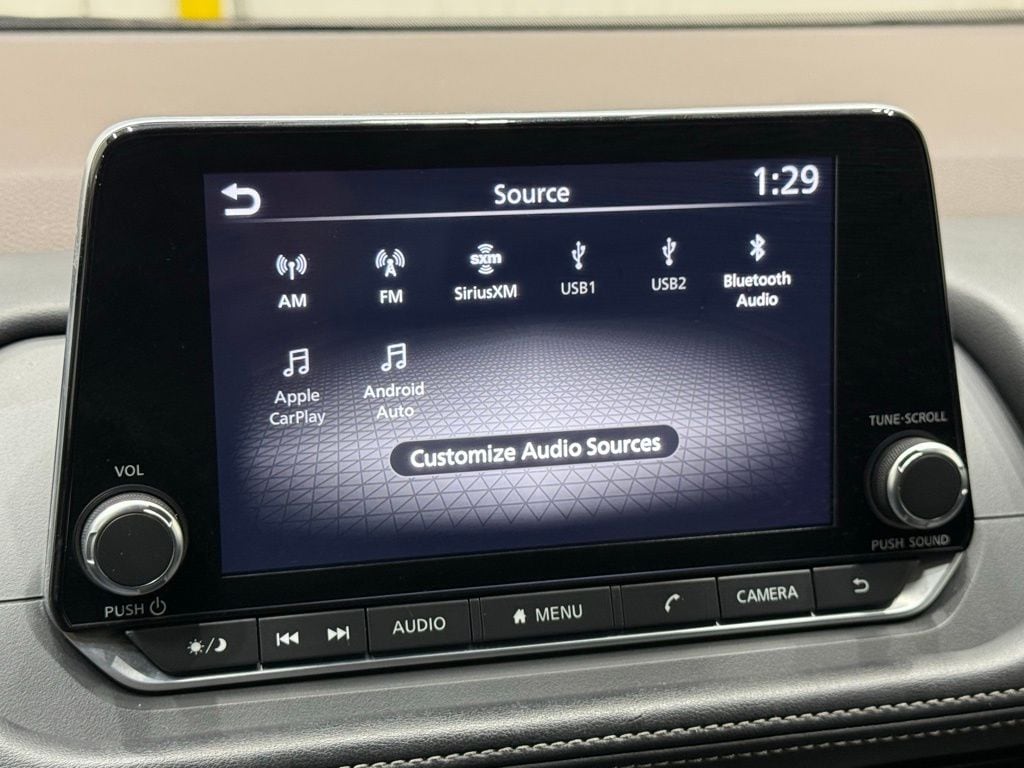 Source
1:29
AM
FM
sxm
SiriusXM
USB1
USB2
Bluetooth
Audio
Apple
CarPlay
Android
Auto
Customize Audio Sources
VOL
PUSH
TUNE·SCROLL
PUSH SOUND
AUDIO
MENU
CAMERA